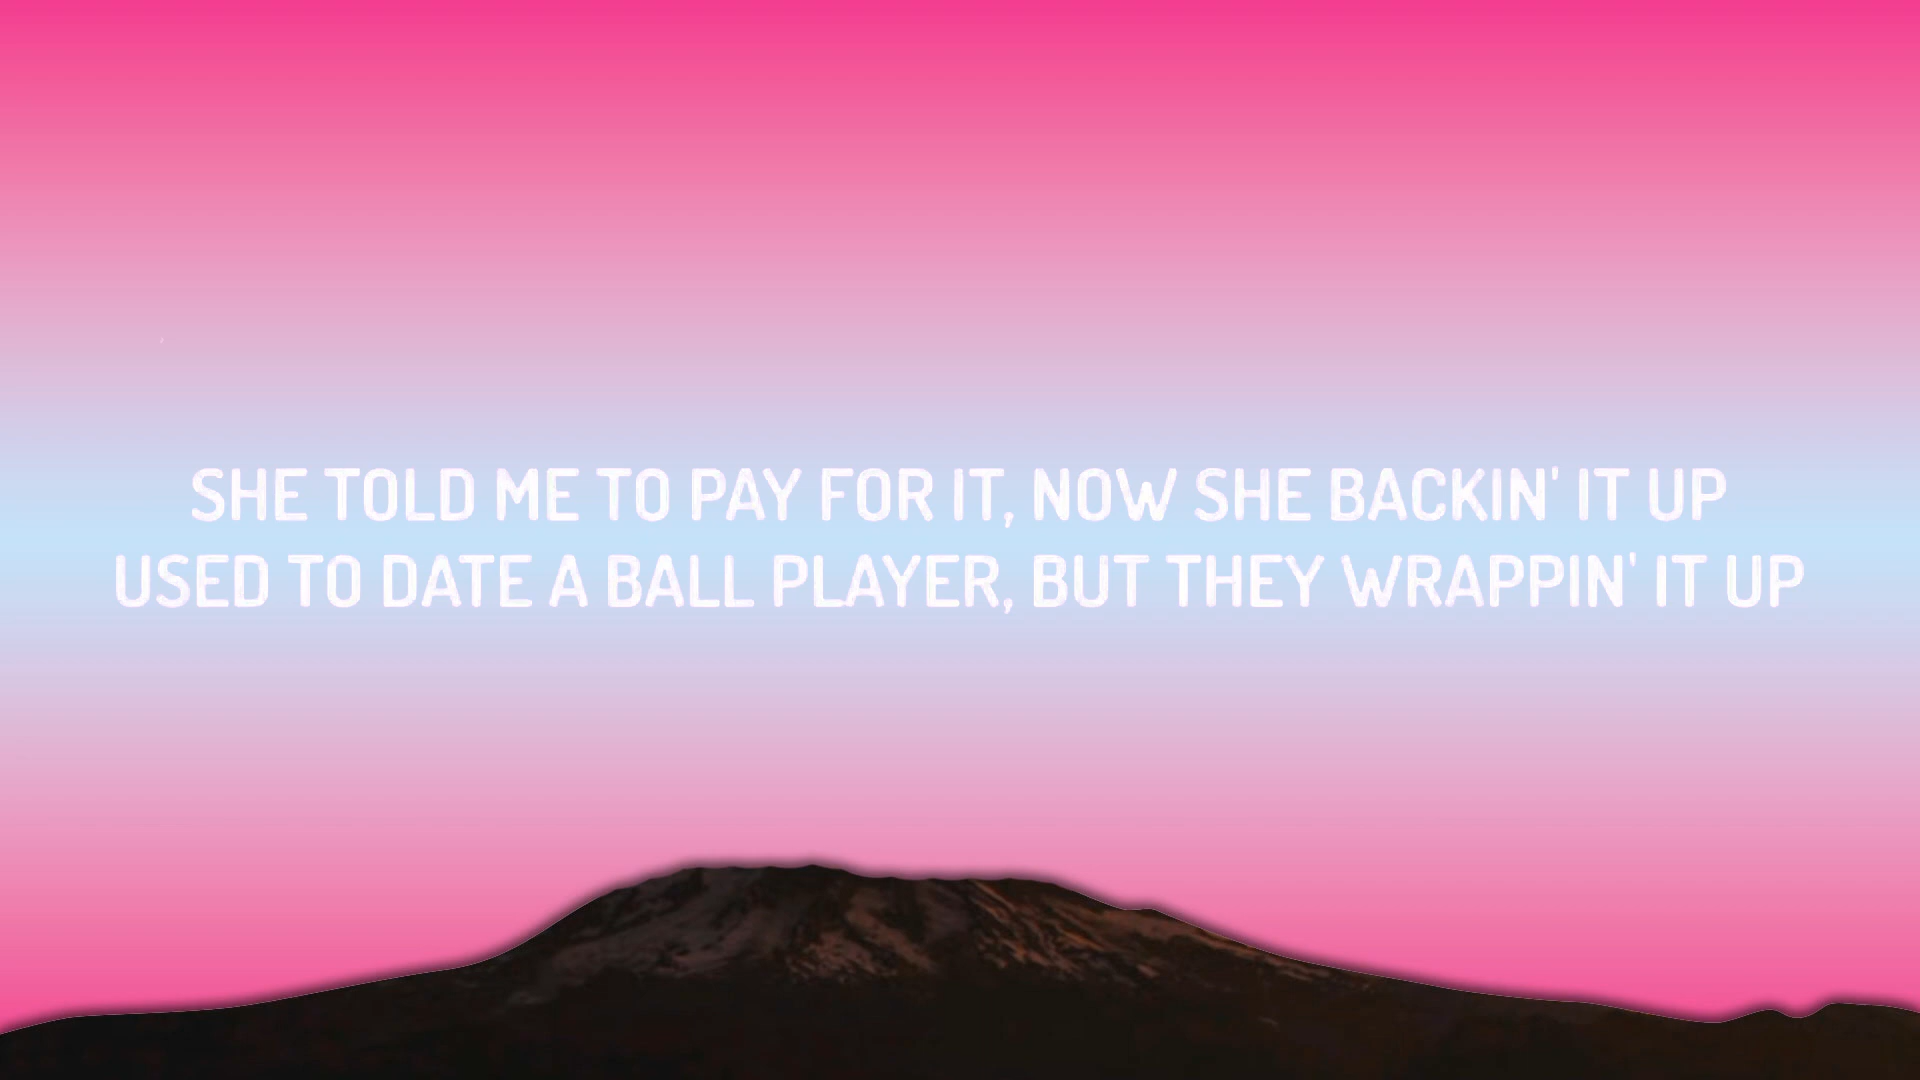 SHE TOLD ME TO PAY FOR IT, NOW SHE BACKIN' IT UP
USED TO DATE A BALL PLAYER, BUT THEY WRAPPIN' IT UP